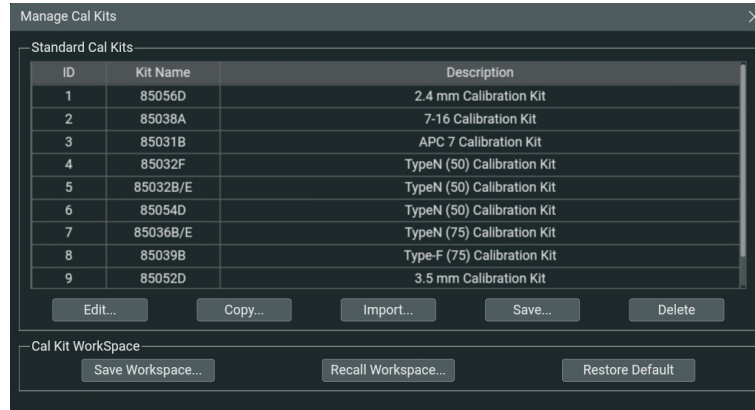 Manage Cal Kits
Standard Cal Kits
ID Kit Name Description
1 85056D 2.4 mm Calibration Kit
2 85038A 7-16 Calibration Kit
3 85031B APC 7 Calibration Kit
4 85032F TypeN (50) Calibration Kit
5 85032B/E TypeN (50) Calibration Kit
6 85054D TypeN (50) Calibration Kit
7 85036B/E TypeN (75) Calibration Kit
8 85039B Type-F (75) Calibration Kit
9 85052D 3.5 mm Calibration Kit
Edit... Copy... Import... Save... Delete
Cal Kit WorkSpace
Save Workspace... Recall Workspace... Restore Default